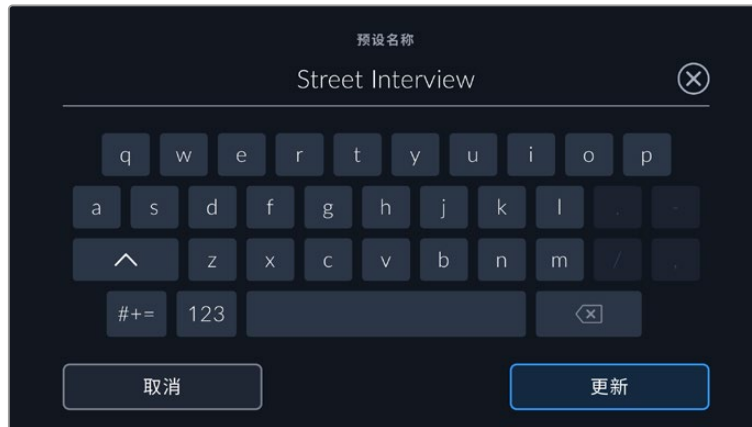 预设名称
Street Interview
q w e r t y u i o p
a s d f g h j k l . -
z x c v b n m / ,
#+= 123
取消 更新